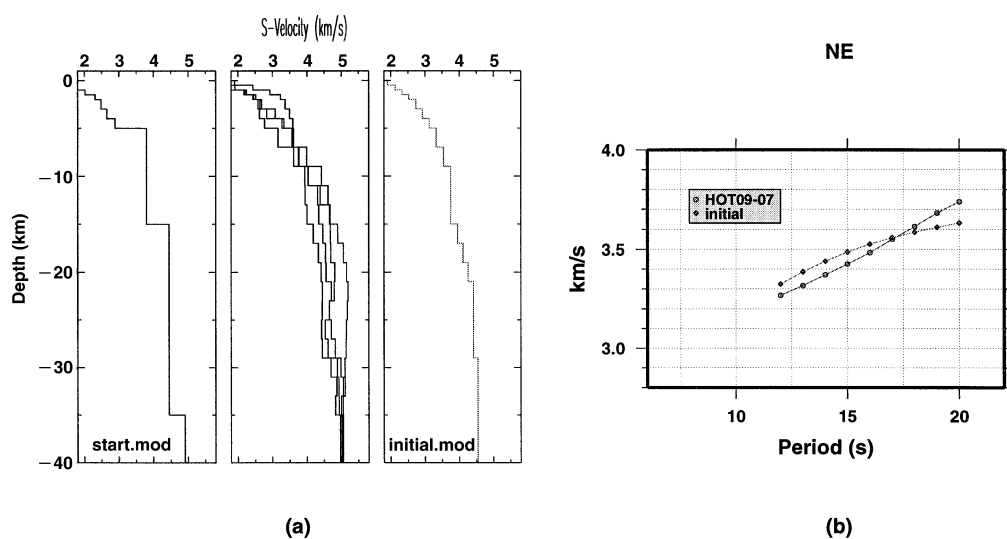 S-Velocity (km/s)
2 3 4 5
2 3 4 5
2 3 4 5
0
−10
−20
−30
−40
Depth (km)
start.mod
initial.mod
(a)
NE
4.0
3.5
3.0
km/s
HOT09-07
initial
10 15 20
Period (s)
(b)